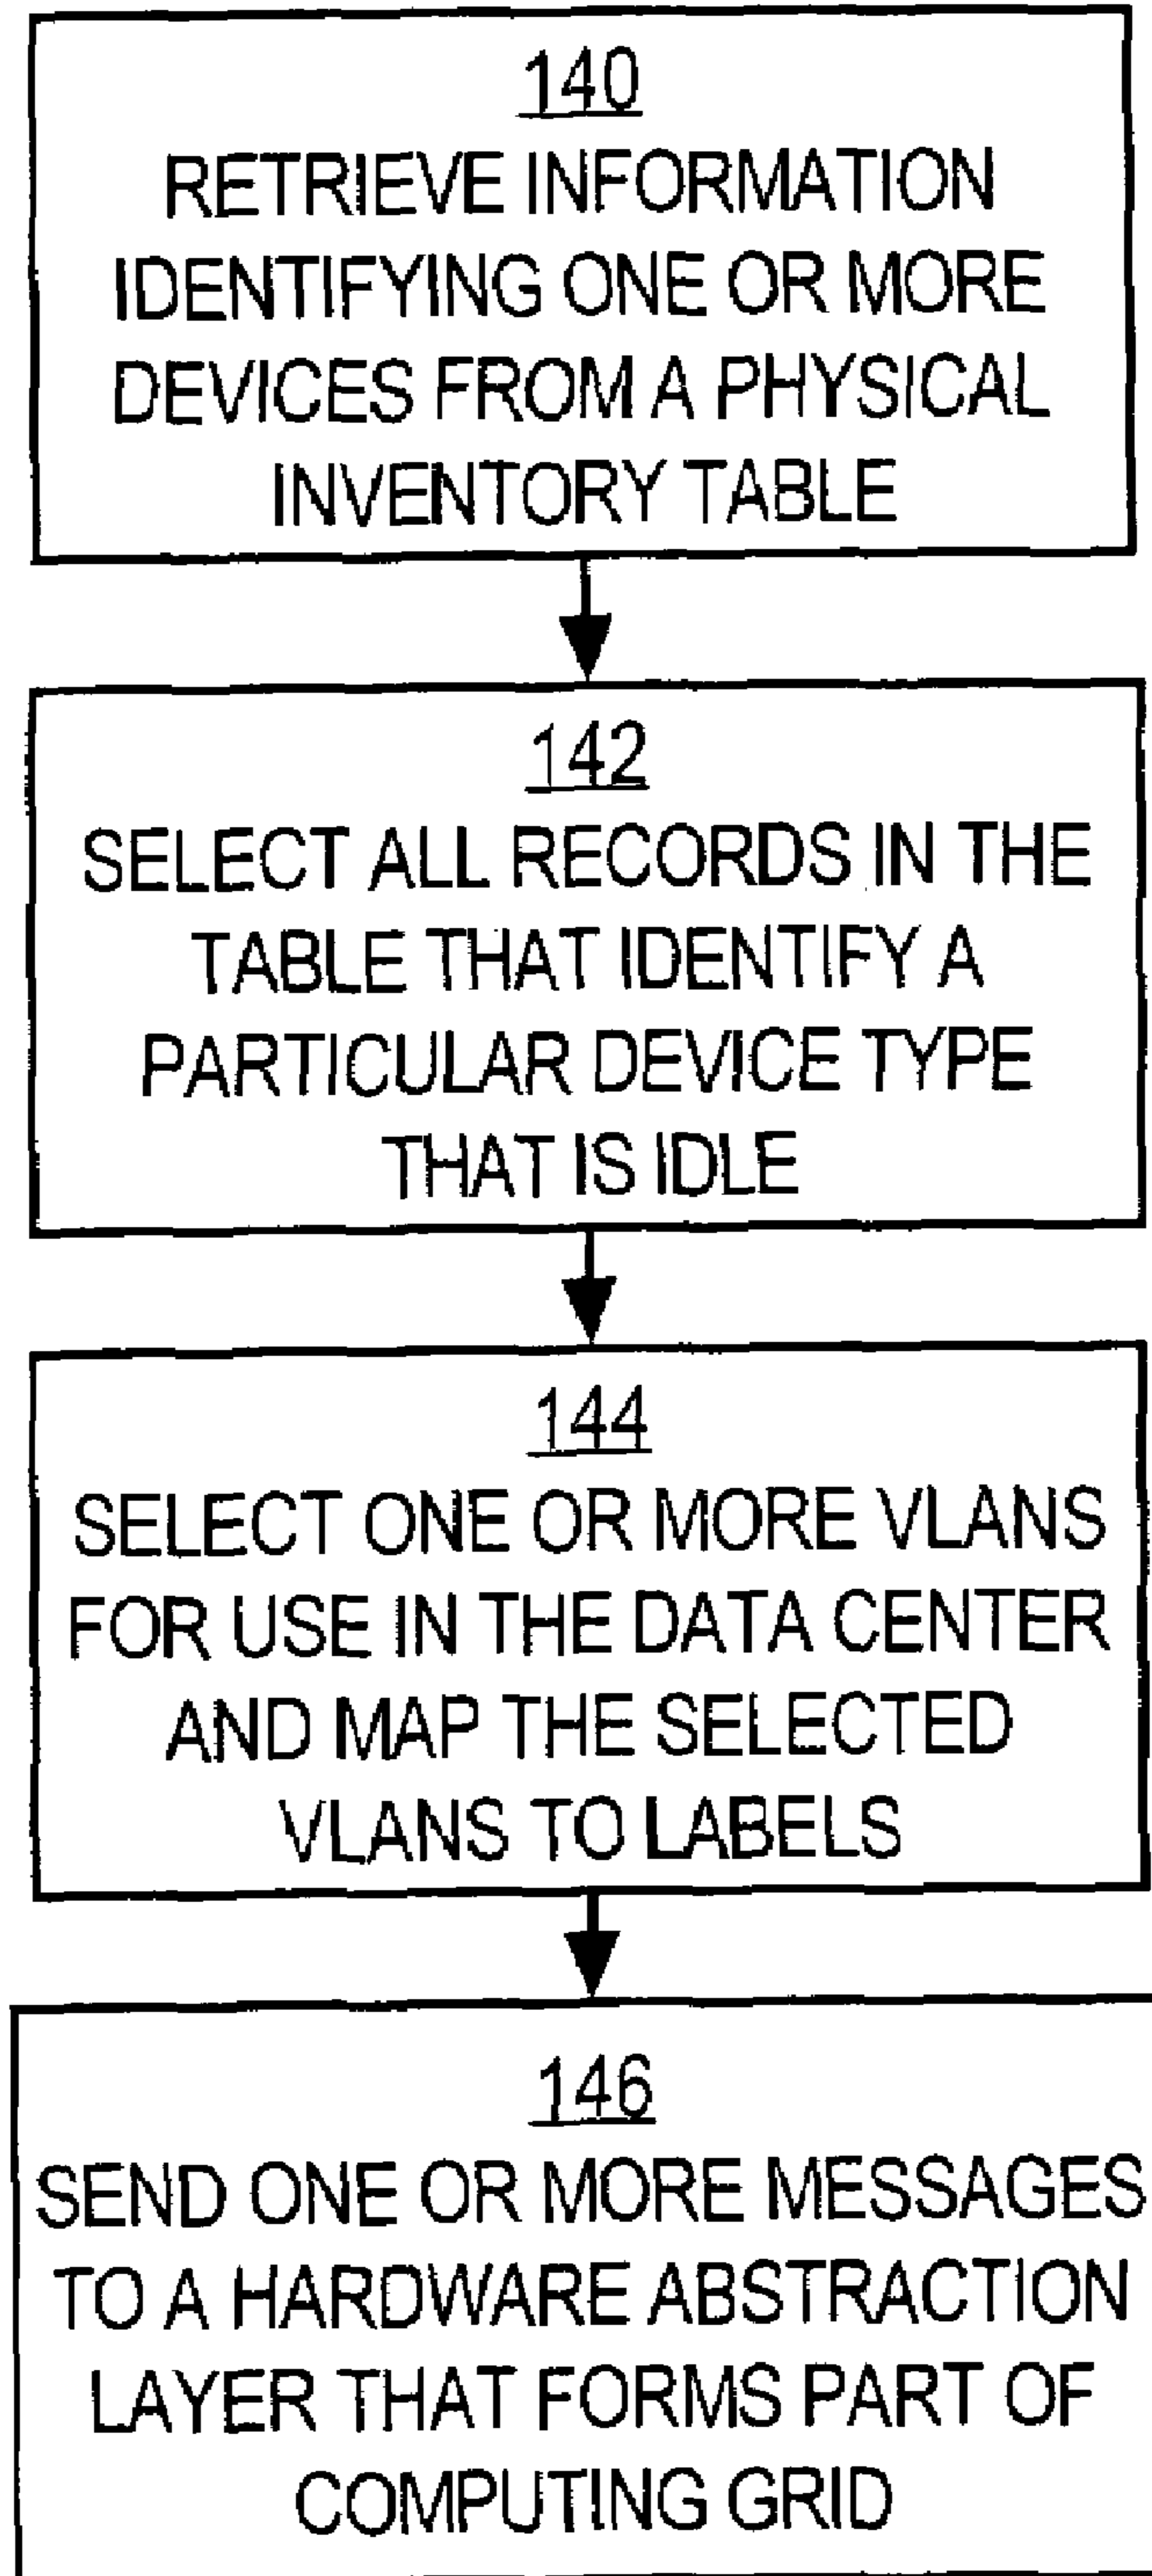 140
RETRIEVE INFORMATION
IDENTIFYING ONE OR MORE
DEVICES FROM A PHYSICAL
INVENTORY TABLE
142
SELECT ALL RECORDS IN THE
TABLE THAT IDENTIFY A
PARTICULAR DEVICE TYPE
THAT IS IDLE
144
SELECT ONE OR MORE VLANS
FOR USE IN THE DATA CENTER
AND MAP THE SELECTED
VLANS TO LABELS
146
SEND ONE OR MORE MESSAGES
TO A HARDWARE ABSTRACTION
LAYER THAT FORMS PART OF
COMPUTING GRID